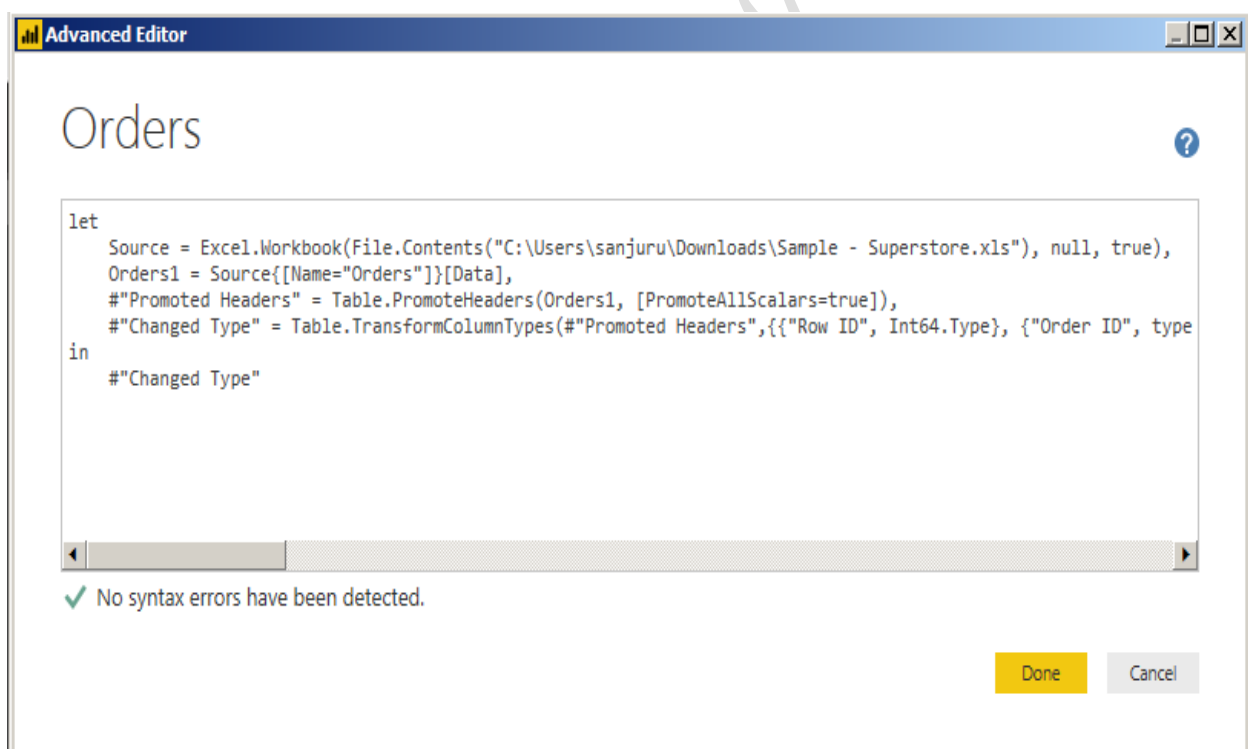 Advanced Editor
Orders
?
let
    Source = Excel.Workbook(File.Contents("C:\Users\sanjuru\Downloads\Sample - Superstore.xls"), null, true),
    Orders1 = Source{[Name="Orders"]}[Data],
    #"Promoted Headers" = Table.PromoteHeaders(Orders1, [PromoteAllScalars=true]),
    #"Changed Type" = Table.TransformColumnTypes(#"Promoted Headers",{{"Row ID", Int64.Type}, {"Order ID", type
in
    #"Changed Type"
No syntax errors have been detected.
Done Cancel